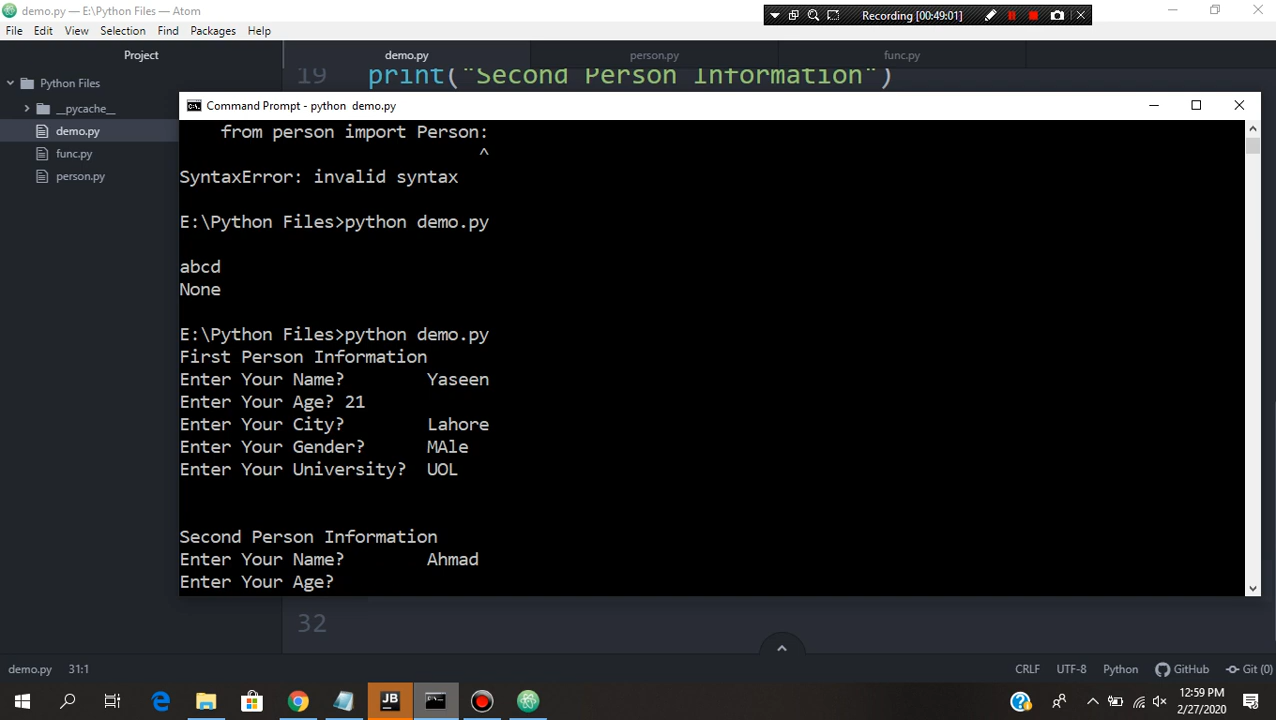 demo.py — E:\Python Files — Atom
Recording [00:49:01]
File Edit View Selection Find Packages Help
Project
demo.py person.py func.py
Python Files
__pycache__
demo.py
func.py
person.py
19 print("Second Person Information")
Command Prompt - python  demo.py
from person import Person:
^
SyntaxError: invalid syntax
E:\Python Files>python demo.py
abcd
None
E:\Python Files>python demo.py
First Person Information
Enter Your Name? Yaseen
Enter Your Age? 21
Enter Your City? Lahore
Enter Your Gender? MAle
Enter Your University? UOL
Second Person Information
Enter Your Name? Ahmad
Enter Your Age?
32
demo.py 31:1 CRLF UTF-8 Python GitHub Git (0)
JB
12:59 PM
2/27/2020